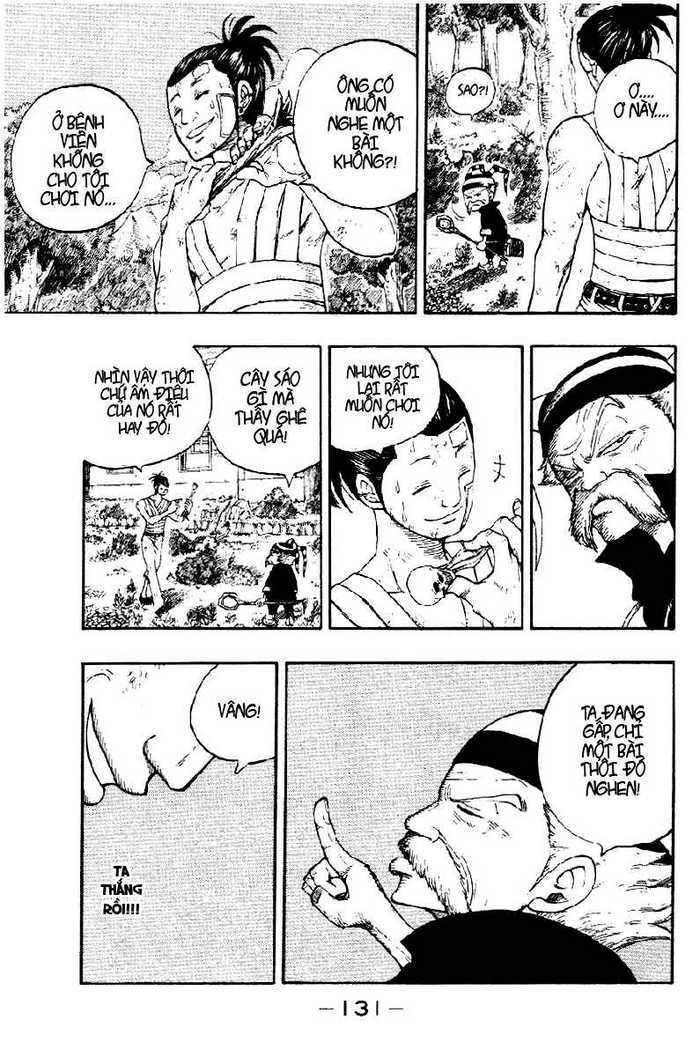 Ơ....
Ơ NÀY....
SAO?!
ÔNG CÓ
MUỐN
NGHE MỘT
BÀI
KHÔNG?!
Ở BỆNH
VIỆN
KHÔNG
CHO TÔI
CHƠI NÓ...
NHƯNG TÔI
LẠI RẤT
MUỐN CHƠI
NÓ!
CÂY SÁO
GÌ MÀ
THẤY GHÊ
QUÁ!
NHÌN VẬY THÔI
CHỨ ÂM ĐIỆU
CỦA NÓ RẤT
HAY ĐÓ!
TA ĐANG
GẤP, CHỈ
MỘT BÀI
THÔI ĐÓ
NGHEN!
VÂNG!
TA
THẮNG
RỒI!!!!
-131-